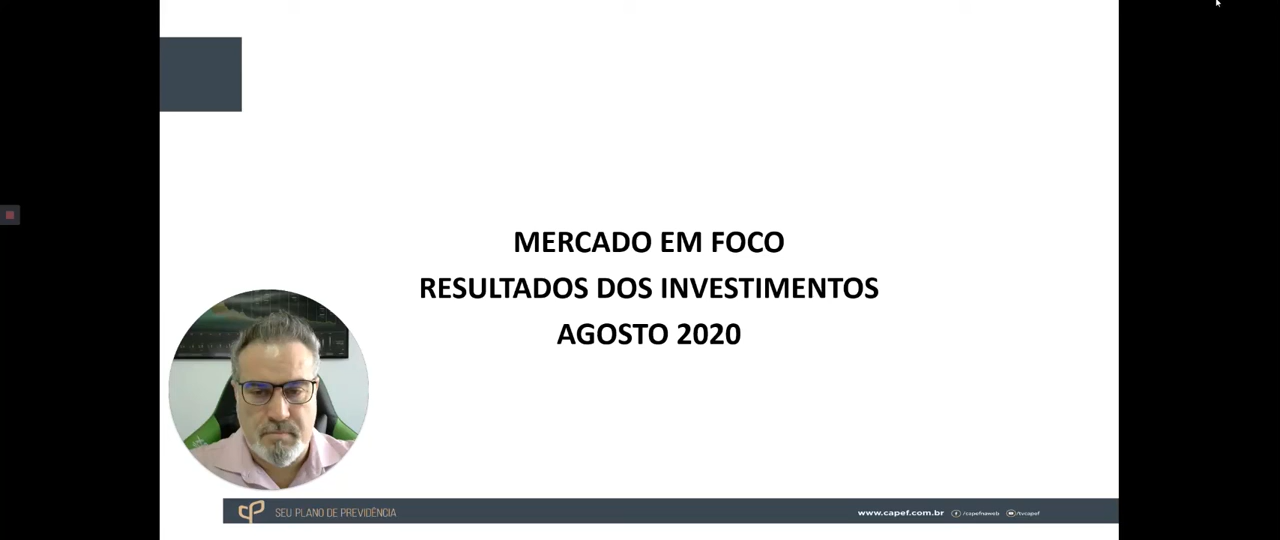 MERCADO EM FOCO
RESULTADOS DOS INVESTIMENTOS
AGOSTO 2020
SEU PLANO DE PREVIDÊNCIA
www.capef.com.br /capefnaweb /tvcapef